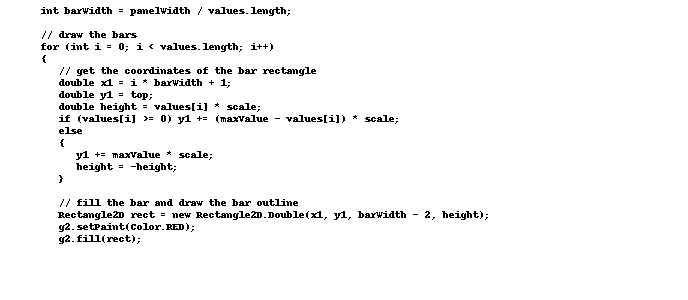 int barWidth = panelWidth / values.length;
// draw the bars
for (int i = 0; i < values.length; i++)
{
// get the coordinates of the bar rectangle
double x1 = i * barWidth + 1;
double y1 = top;
double height = values[i] * scale;
if (values[i] >= 0) y1 += (maxValue - values[i]) * scale;
else
{
y1 += maxValue * scale;
height = -height;
}
// fill the bar and draw the bar outline
Rectangle2D rect = new Rectangle2D.Double(x1, y1, barWidth - 2, height);
g2.setPaint(Color.RED);
g2.fill(rect);